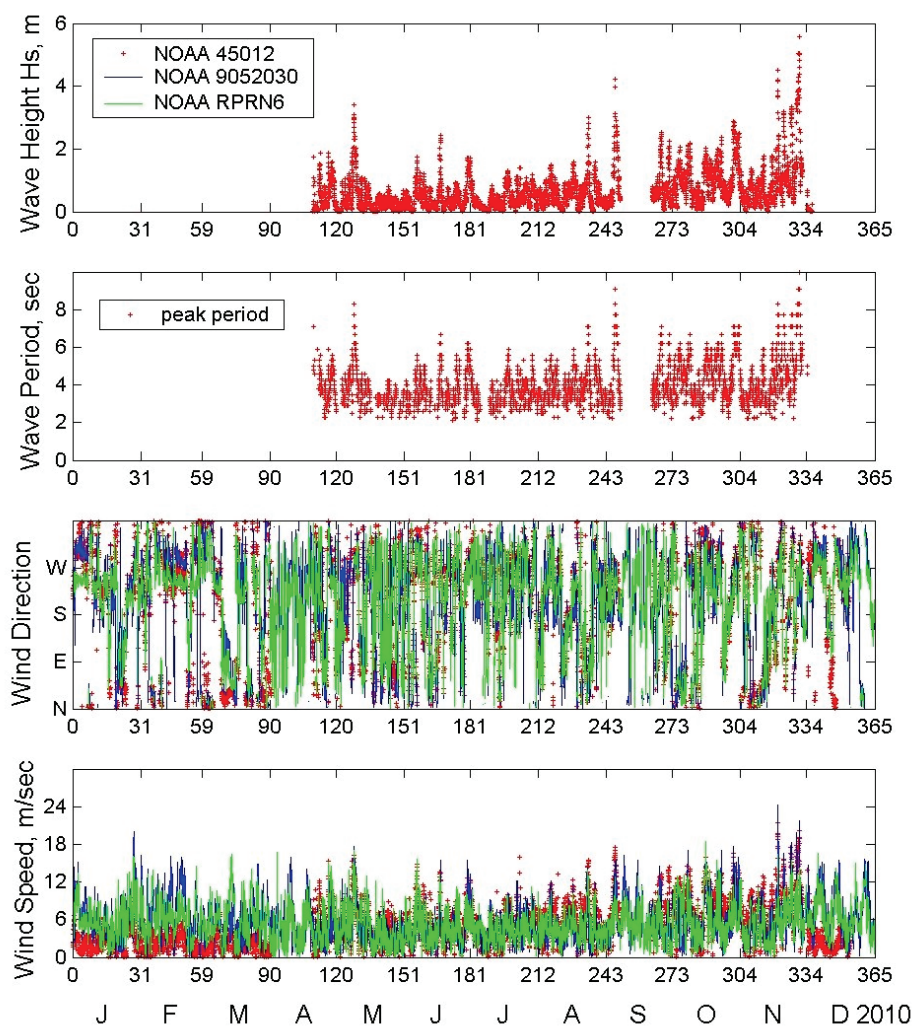 Wave Height Hs, m
6
4
2
0
NOAA 45012
NOAA 9052030
NOAA RPRN6
0 31 59 90 120 151 181 212 243 273 304 334 365
Wave Period, sec
8
6
4
2
0
peak period
0 31 59 90 120 151 181 212 243 273 304 334 365
Wind Direction
W
S
E
N
0 31 59 90 120 151 181 212 243 273 304 334 365
Wind Speed, m/sec
24
18
12
6
0
0 31 59 90 120 151 181 212 243 273 304 334 365
J F M A M J J A S O N D 2010